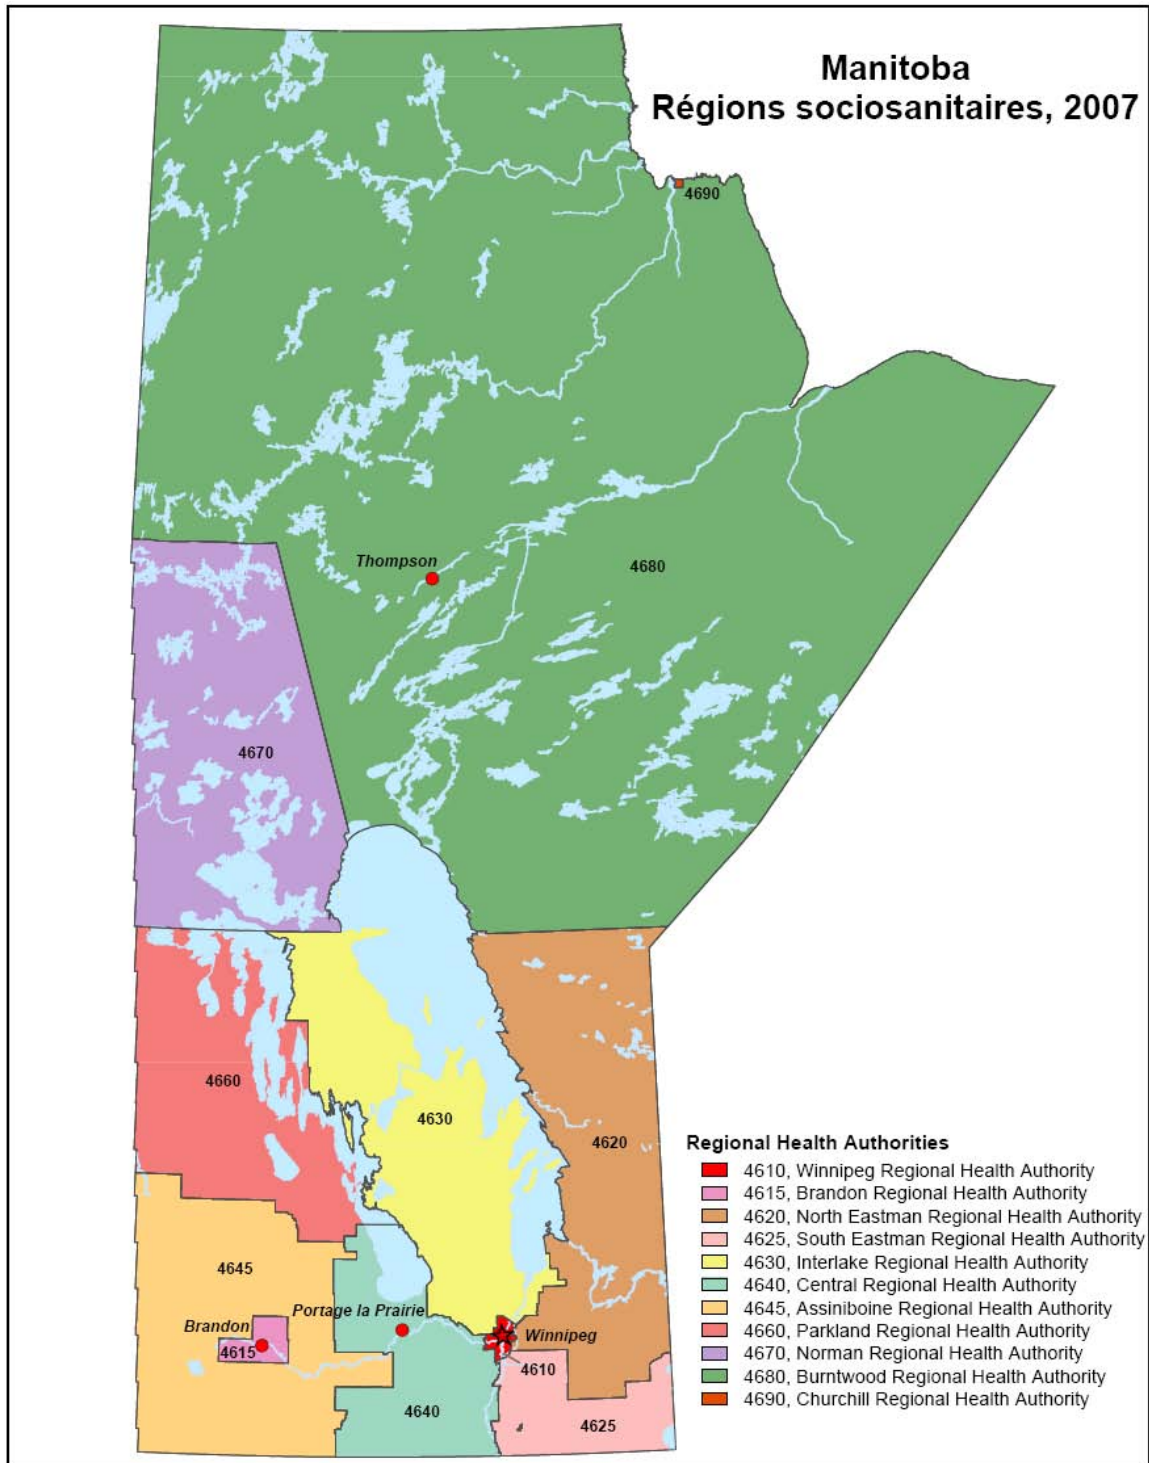 Manitoba
Régions sociosanitaires, 2007
4690
Thompson
4680
4670
4660
4630
4620
Regional Health Authorities
4610, Winnipeg Regional Health Authority
4615, Brandon Regional Health Authority
4620, North Eastman Regional Health Authority
4625, South Eastman Regional Health Authority
4630, Interlake Regional Health Authority
4640, Central Regional Health Authority
4645, Assiniboine Regional Health Authority
4660, Parkland Regional Health Authority
4670, Norman Regional Health Authority
4680, Burntwood Regional Health Authority
4690, Churchill Regional Health Authority
4645
Portage la Prairie
Brandon
Winnipeg
4615
4610
4640
4625